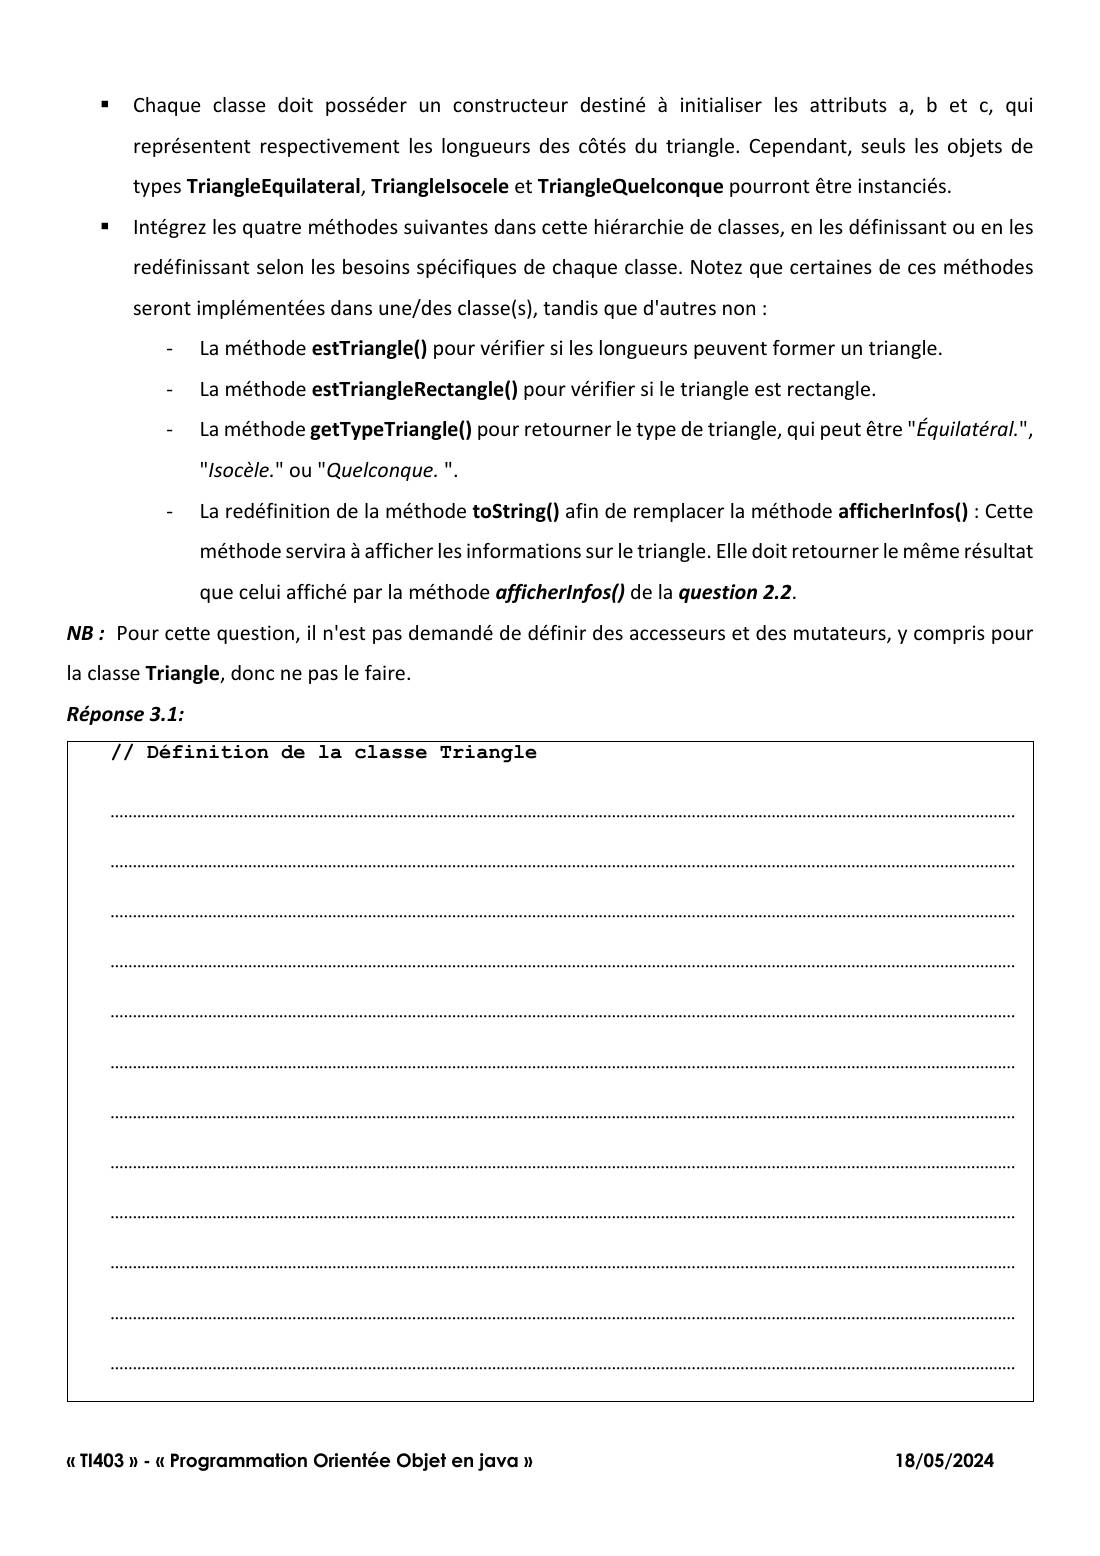 ▪ Chaque classe doit posséder un constructeur destiné à initialiser les attributs a, b et c, qui
représentent respectivement les longueurs des côtés du triangle. Cependant, seuls les objets de
types TriangleEquilateral, TriangleIsocele et TriangleQuelconque pourront être instanciés.
▪ Intégrez les quatre méthodes suivantes dans cette hiérarchie de classes, en les définissant ou en les
redéfinissant selon les besoins spécifiques de chaque classe. Notez que certaines de ces méthodes
seront implémentées dans une/des classe(s), tandis que d'autres non :
- La méthode estTriangle() pour vérifier si les longueurs peuvent former un triangle.
- La méthode estTriangleRectangle() pour vérifier si le triangle est rectangle.
- La méthode getTypeTriangle() pour retourner le type de triangle, qui peut être "Équilatéral.",
"Isocèle." ou "Quelconque. ".
- La redéfinition de la méthode toString() afin de remplacer la méthode afficherInfos() : Cette
méthode servira à afficher les informations sur le triangle. Elle doit retourner le même résultat
que celui affiché par la méthode afficherInfos() de la question 2.2.
NB : Pour cette question, il n'est pas demandé de définir des accesseurs et des mutateurs, y compris pour
la classe Triangle, donc ne pas le faire.
Réponse 3.1:
// Définition de la classe Triangle
« TI403 » - « Programmation Orientée Objet en java » 18/05/2024